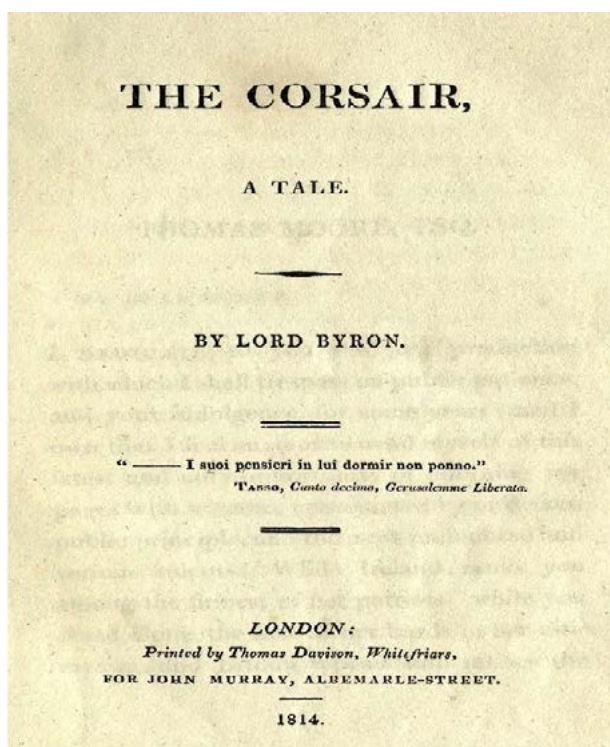 THE CORSAIR,
A TALE.
BY LORD BYRON.
“ ——— I suoi pensieri in lui dormir non ponno.”
TASSO, Canto decimo, Gerusalemme Liberata.
LONDON:
Printed by Thomas Davison, Whitefriars,
FOR JOHN MURRAY, ALBEMARLE-STREET.
1814.